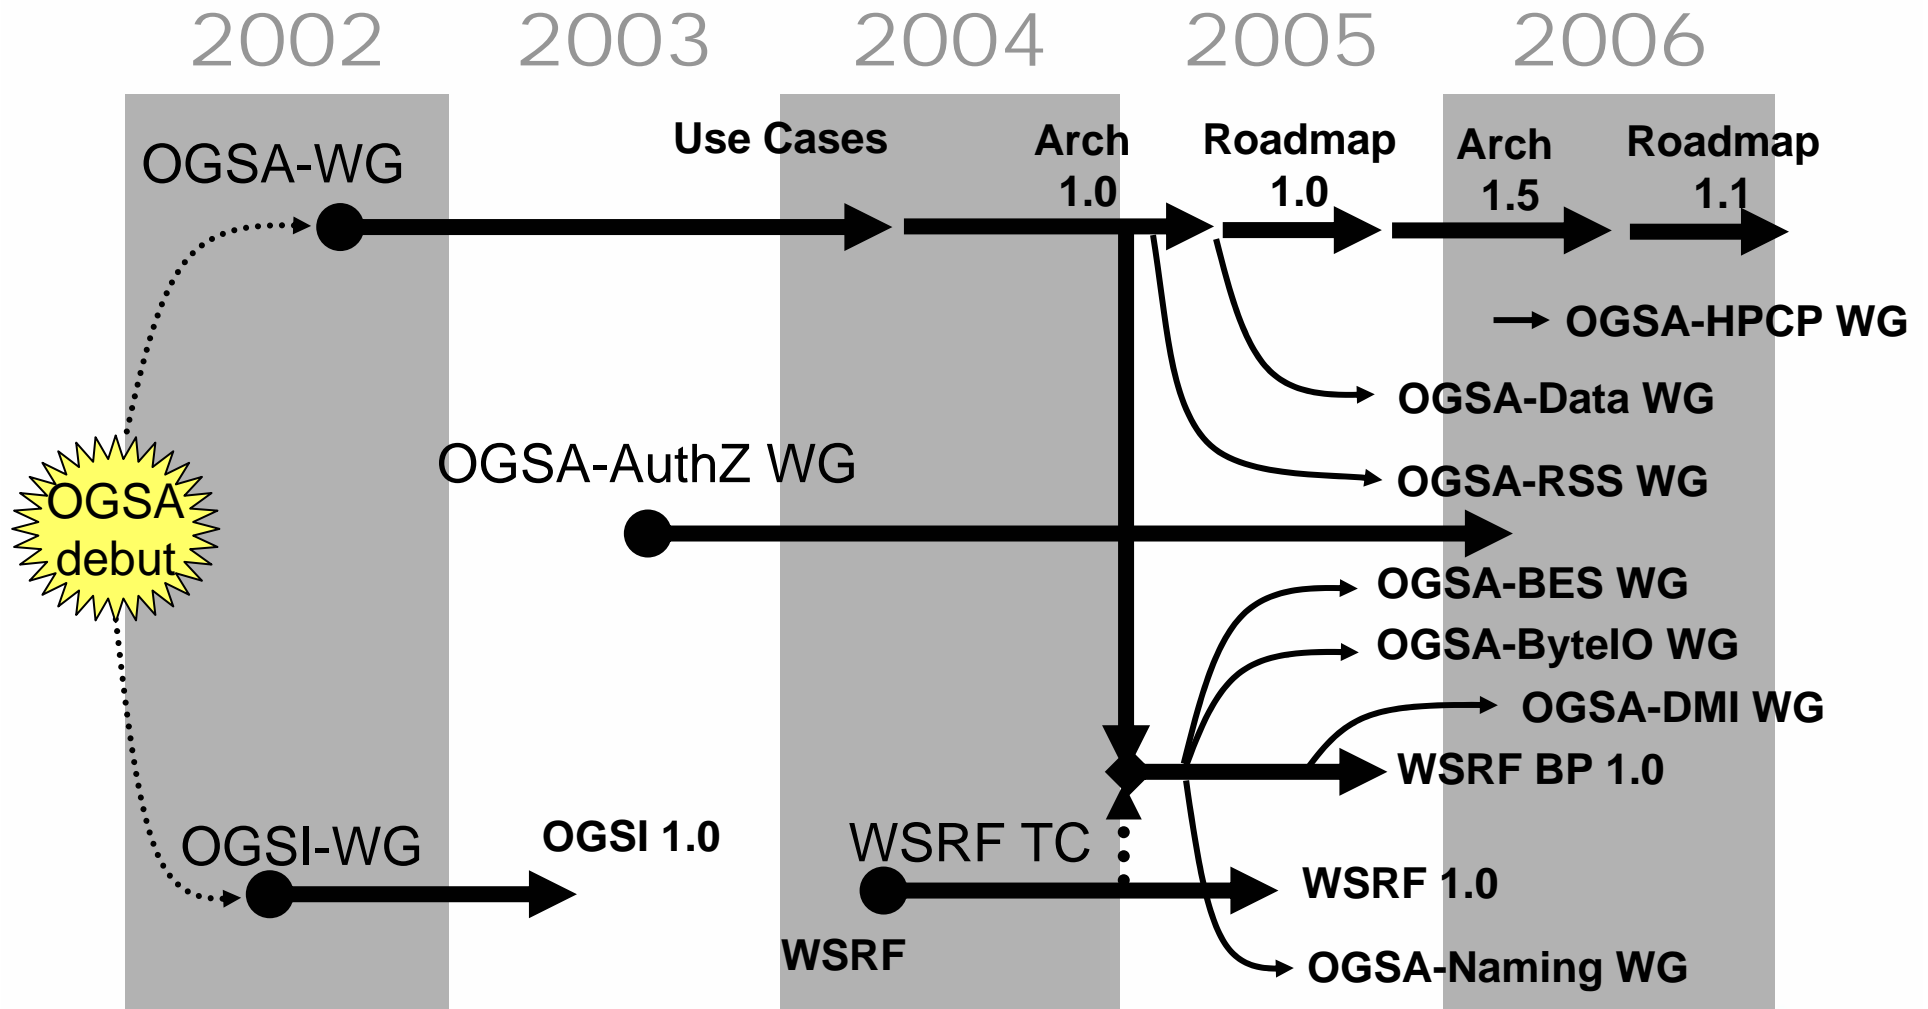 2002 2003 2004 2005 2006
Use Cases
Arch
1.0
Roadmap
1.0
Arch
1.5
Roadmap
1.1
OGSA-WG
OGSA-HPCP WG
OGSA-Data WG
OGSA-AuthZ WG
OGSA-RSS WG
OGSA
debut
OGSA-BES WG
OGSA-ByteIO WG
OGSA-DMI WG
WSRF BP 1.0
OGSI-WG
OGSI 1.0
WSRF TC
WSRF 1.0
WSRF
OGSA-Naming WG